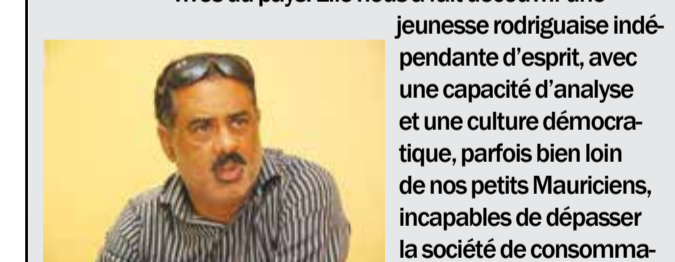 jeunesse rodriguaise indé-
pendante d'esprit, avec
une capacité d'analyse
et une culture démocra-
tique, parfois bien loin
de nos petits Mauriciens,
incapables de dépasser
la société de consomma-